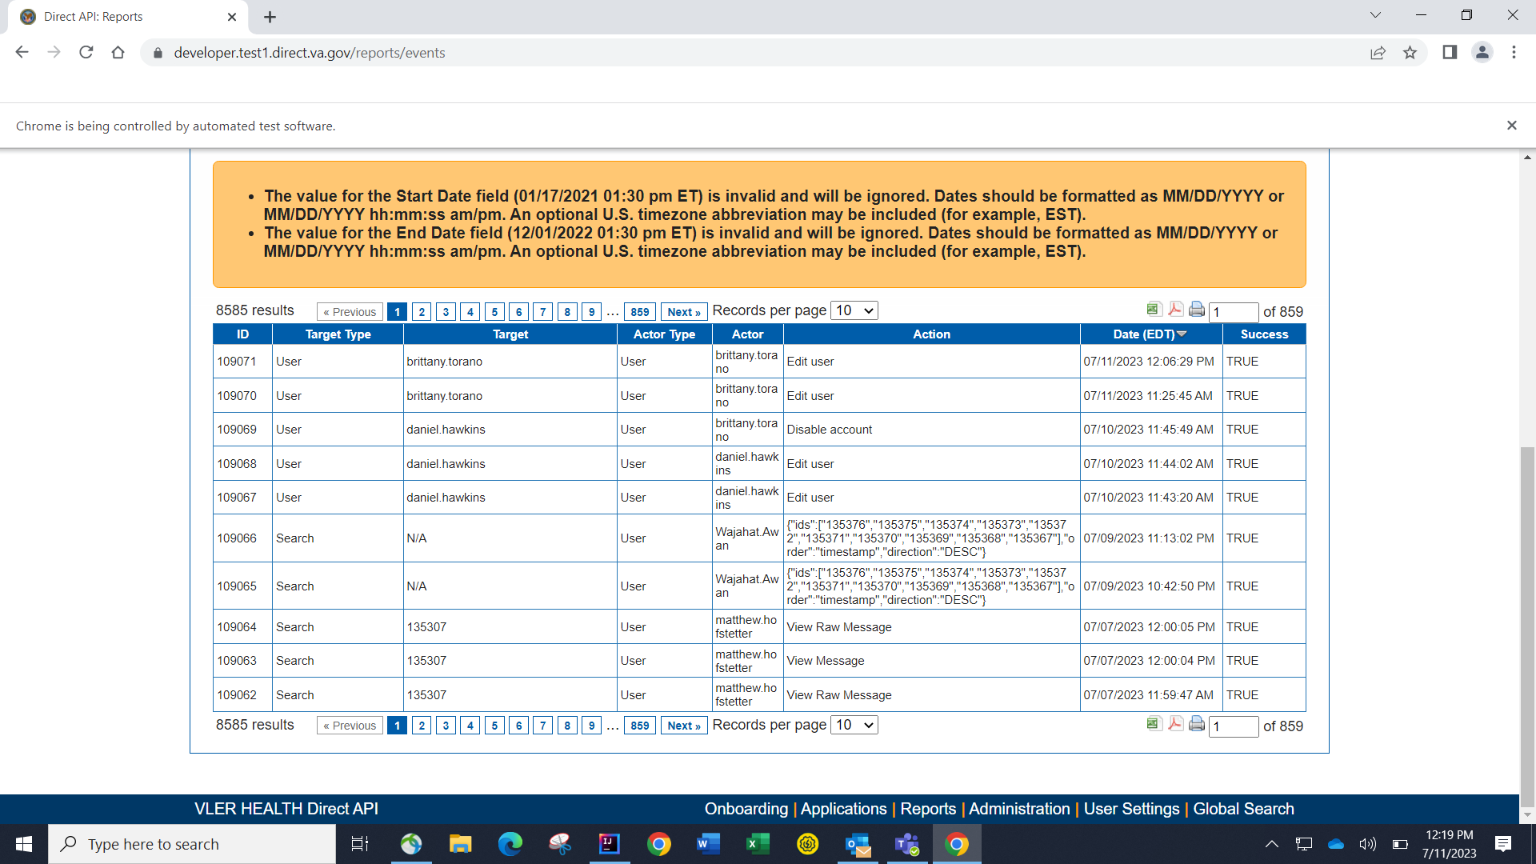 Direct API: Reports
developer.test1.direct.va.gov/reports/events
Chrome is being controlled by automated test software.
• The value for the Start Date field (01/17/2021 01:30 pm ET) is invalid and will be ignored. Dates should be formatted as MM/DD/YYYY or
MM/DD/YYYY hh:mm:ss am/pm. An optional U.S. timezone abbreviation may be included (for example, EST).
• The value for the End Date field (12/01/2022 01:30 pm ET) is invalid and will be ignored. Dates should be formatted as MM/DD/YYYY or
MM/DD/YYYY hh:mm:ss am/pm. An optional U.S. timezone abbreviation may be included (for example, EST).
8585 results « Previous 1 2 3 4 5 6 7 8 9 ... 859 Next » Records per page 10 1 of 859
ID Target Type Target Actor Type Actor Action Date (EDT) Success
109071 User brittany.torano User brittany.tora
no Edit user 07/11/2023 12:06:29 PM TRUE
109070 User brittany.torano User brittany.tora
no Edit user 07/11/2023 11:25:45 AM TRUE
109069 User daniel.hawkins User brittany.tora
no Disable account 07/10/2023 11:45:49 AM TRUE
109068 User daniel.hawkins User daniel.hawk
ins Edit user 07/10/2023 11:44:02 AM TRUE
109067 User daniel.hawkins User daniel.hawk
ins Edit user 07/10/2023 11:43:20 AM TRUE
109066 Search N/A User Wajahat.Aw
an {"ids":["135376","135375","135374","135373","13537
2","135371","135370","135369","135368","135367"],"o
rder":"timestamp","direction":"DESC"} 07/09/2023 11:13:02 PM TRUE
109065 Search N/A User Wajahat.Aw
an {"ids":["135376","135375","135374","135373","13537
2","135371","135370","135369","135368","135367"],"o
rder":"timestamp","direction":"DESC"} 07/09/2023 10:42:50 PM TRUE
109064 Search 135307 User matthew.ho
fstetter View Raw Message 07/07/2023 12:00:05 PM TRUE
109063 Search 135307 User matthew.ho
fstetter View Message 07/07/2023 12:00:04 PM TRUE
109062 Search 135307 User matthew.ho
fstetter View Raw Message 07/07/2023 11:59:47 AM TRUE
8585 results « Previous 1 2 3 4 5 6 7 8 9 ... 859 Next » Records per page 10 1 of 859
VLER HEALTH Direct API Onboarding | Applications | Reports | Administration | User Settings | Global Search
Type here to search
12:19 PM
7/11/2023